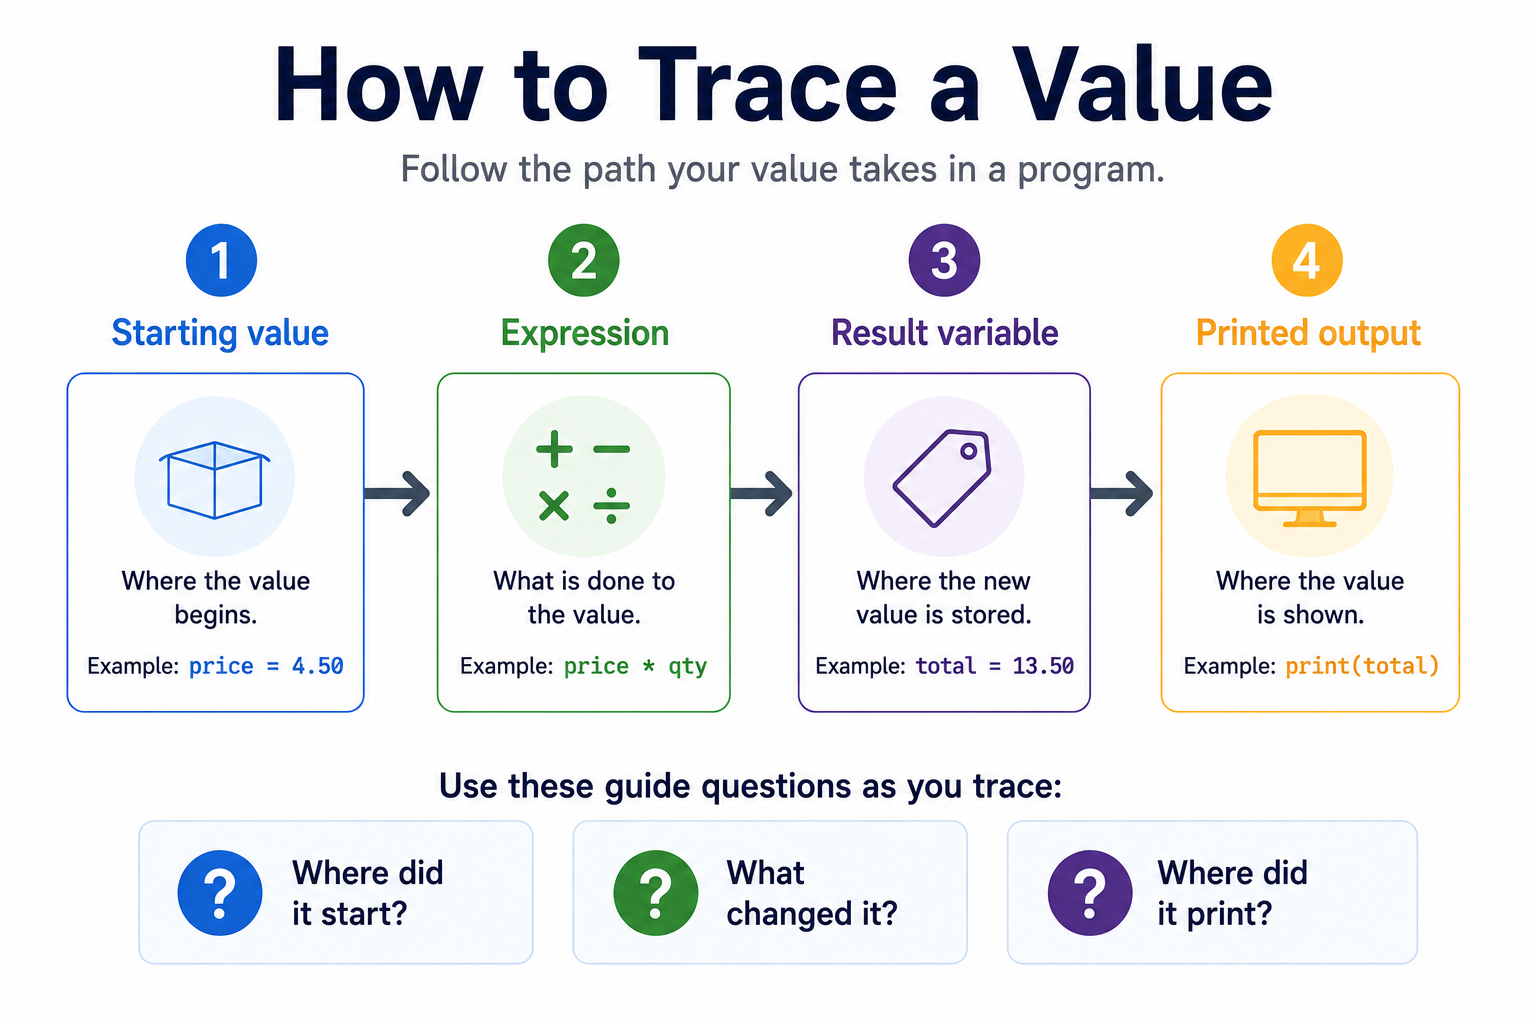 How to Trace a Value
Follow the path your value takes in a program.
1
Starting value
Where the value
begins.
Example: price = 4.50
2
Expression
What is done to
the value.
Example: price * qty
3
Result variable
Where the new
value is stored.
Example: total = 13.50
4
Printed output
Where the value
is shown.
Example: print(total)
Use these guide questions as you trace:
?
Where did
it start?
?
What
changed it?
?
Where did
it print?